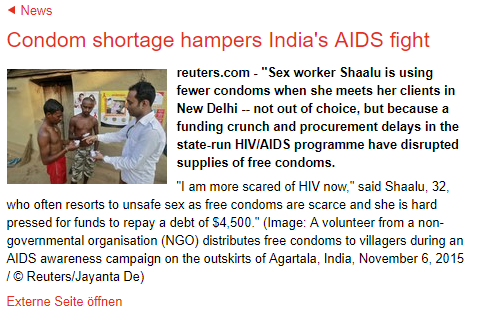 ◄ News
Condom shortage hampers India's AIDS fight
reuters.com - "Sex worker Shaalu is using
fewer condoms when she meets her clients in
New Delhi -- not out of choice, but because a
funding crunch and procurement delays in the
state-run HIV/AIDS programme have disrupted
supplies of free condoms.
"I am more scared of HIV now," said Shaalu, 32,
who often resorts to unsafe sex as free condoms are scarce and she is hard
pressed for funds to repay a debt of $4,500." (Image: A volunteer from a non-
governmental organisation (NGO) distributes free condoms to villagers during an
AIDS awareness campaign on the outskirts of Agartala, India, November 6, 2015
/ © Reuters/Jayanta De)
Externe Seite öffnen